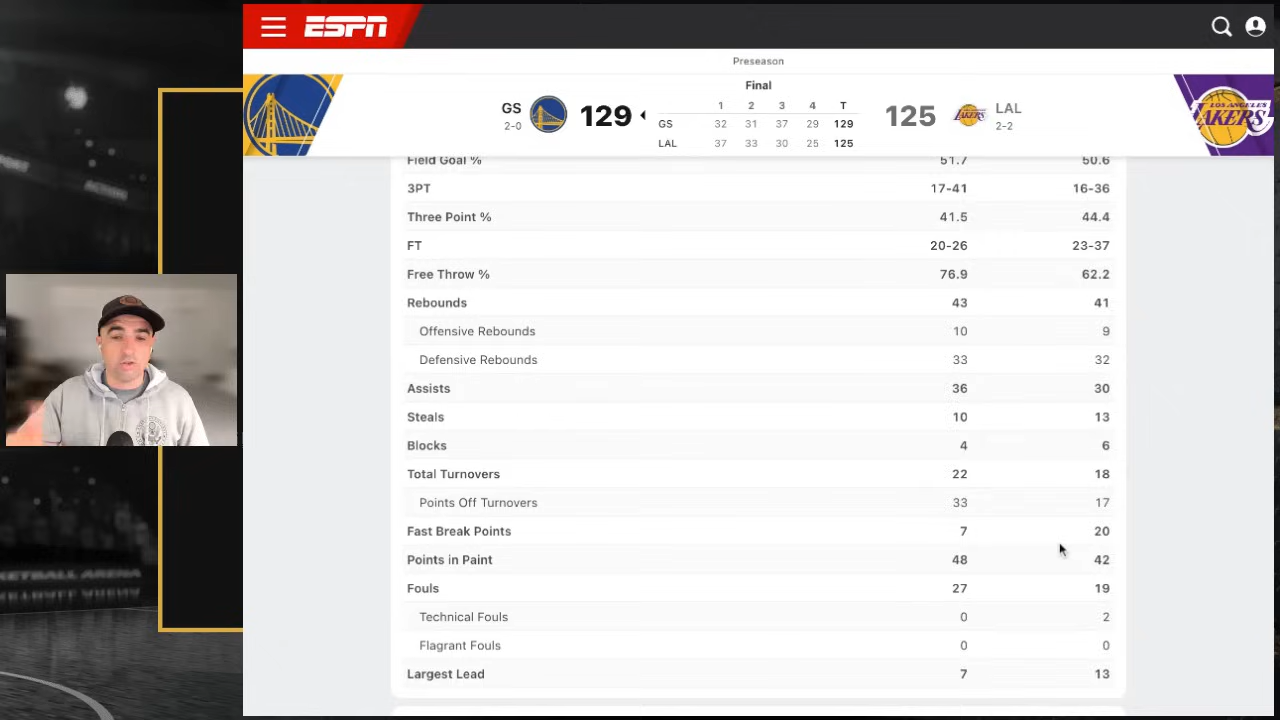 ESPN
Preseason
Final
GS 129 1 2 3 4 T 125 LAL
2-0 GS 32 31 37 29 129 2-2
LAL 37 33 30 25 125
LOS ANGELES
LAKERS
LAKERS
Field Goal % 51.7 50.6
3PT 17-41 16-36
Three Point % 41.5 44.4
FT 20-26 23-37
Free Throw % 76.9 62.2
Rebounds 43 41
Offensive Rebounds 10 9
Defensive Rebounds 33 32
Assists 36 30
Steals 10 13
Blocks 4 6
Total Turnovers 22 18
Points Off Turnovers 33 17
Fast Break Points 7 20
Points in Paint 48 42
Fouls 27 19
Technical Fouls 0 2
Flagrant Fouls 0 0
Largest Lead 7 13